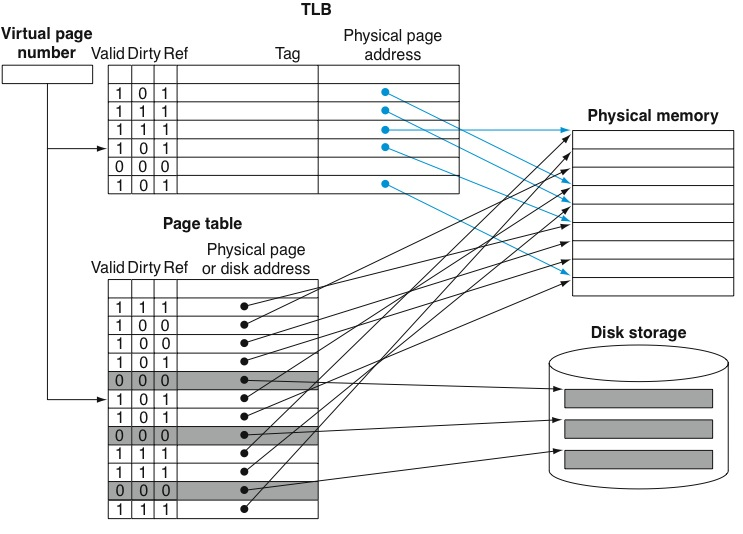 TLB
Virtual page
number
Valid Dirty Ref
Tag
Physical page
address
1 0 1
1 1 1
1 1 1
1 0 1
0 0 0
1 0 1
Physical memory
Page table
Physical page
or disk address
Valid Dirty Ref
1 1 1
1 0 0
1 0 0
1 0 1
0 0 0
1 0 1
1 0 1
0 0 0
1 1 1
1 1 1
0 0 0
1 1 1
Disk storage